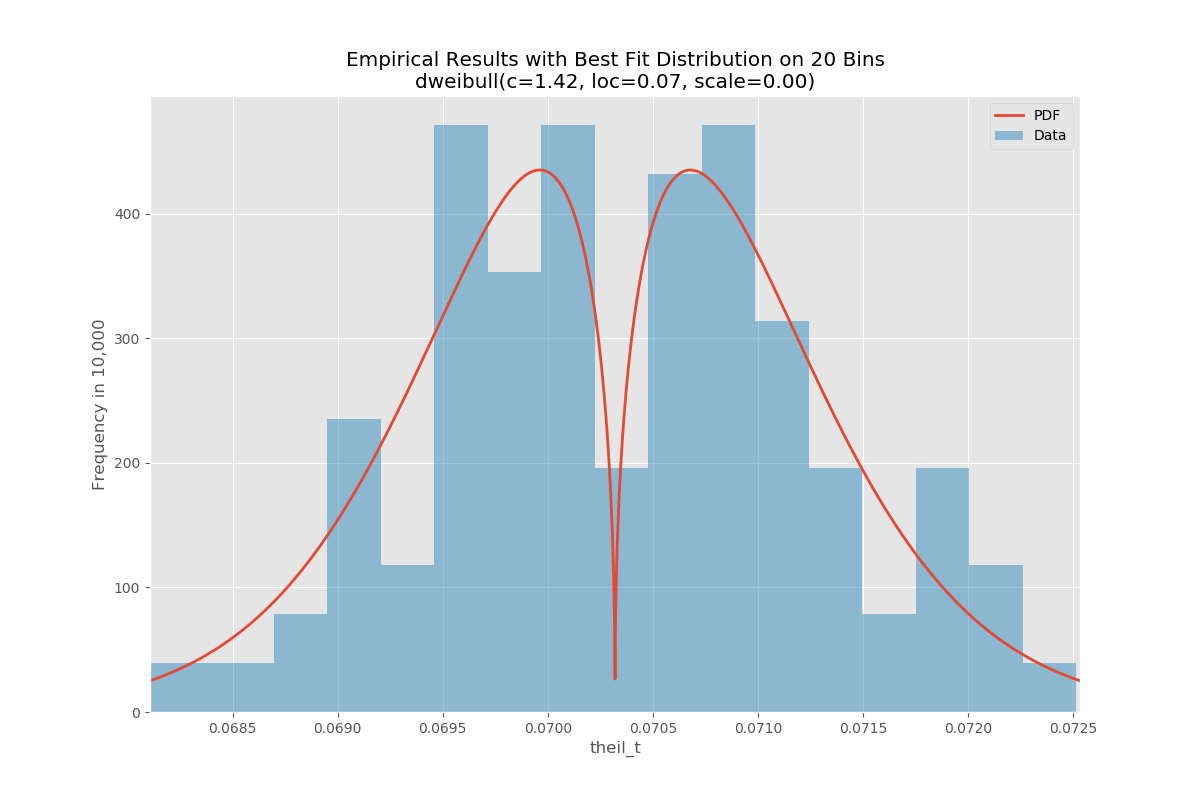 Empirical Results with Best Fit Distribution on 20 Bins
dweibull(c=1.42, loc=0.07, scale=0.00)
PDF
Data
Frequency in 10,000
400
300
200
100
0
0.0685 0.0690 0.0695 0.0700 0.0705 0.0710 0.0715 0.0720 0.0725
theil_t